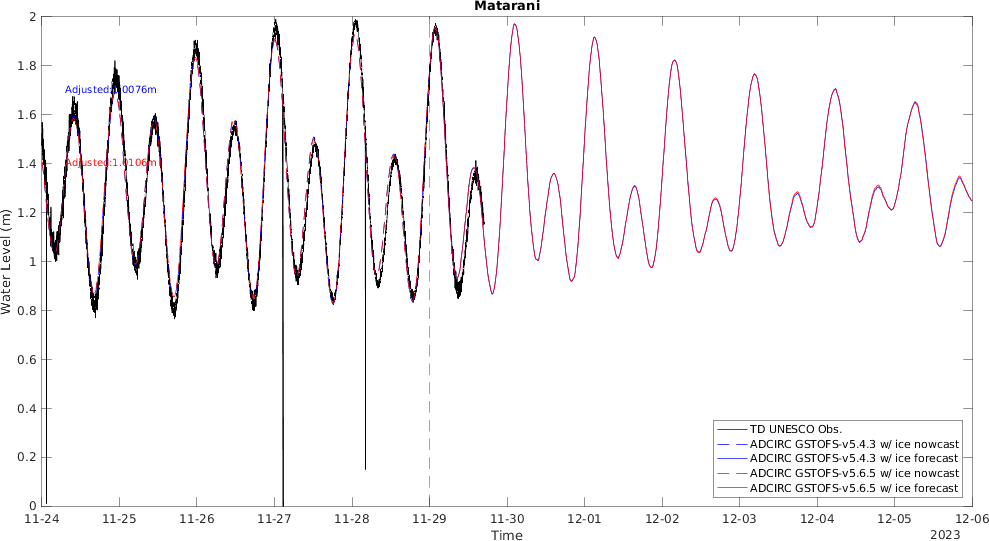 Matarani
2
1.8
1.6
1.4
1.2
1
0.8
0.6
0.4
0.2
0
Water Level (m)
Adjusted:1.0076m
Adjusted:1.0106m
TD UNESCO Obs.
ADCIRC GSTOFS-v5.4.3 w/ ice nowcast
ADCIRC GSTOFS-v5.4.3 w/ ice forecast
ADCIRC GSTOFS-v5.6.5 w/ ice nowcast
ADCIRC GSTOFS-v5.6.5 w/ ice forecast
11-24 11-25 11-26 11-27 11-28 11-29 11-30 12-01 12-02 12-03 12-04 12-05 12-06
Time
2023